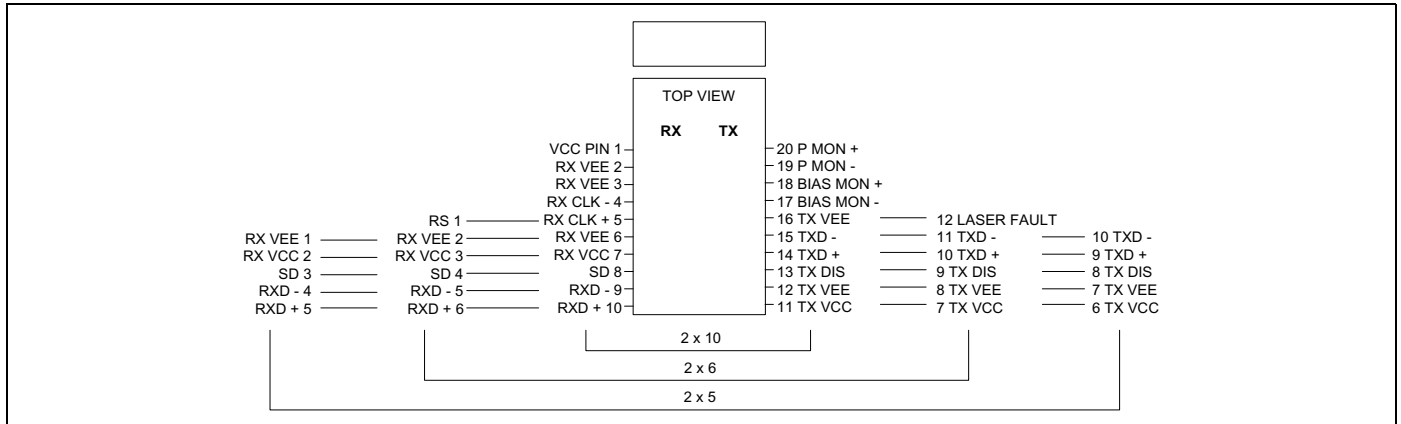 TOP VIEW
RX TX
VCC PIN 1 20 P MON +
RX VEE 2 19 P MON -
RX VEE 3 18 BIAS MON +
RX CLK - 4 17 BIAS MON -
RS 1 RX CLK + 5 16 TX VEE 12 LASER FAULT
RX VEE 1 RX VEE 2 RX VEE 6 15 TXD - 11 TXD - 10 TXD -
RX VCC 2 RX VCC 3 RX VCC 7 14 TXD + 10 TXD + 9 TXD +
SD 3 SD 4 SD 8 13 TX DIS 9 TX DIS 8 TX DIS
RXD - 4 RXD - 5 RXD - 9 12 TX VEE 8 TX VEE 7 TX VEE
RXD + 5 RXD + 6 RXD + 10 11 TX VCC 7 TX VCC 6 TX VCC
2 x 10
2 x 6
2 x 5